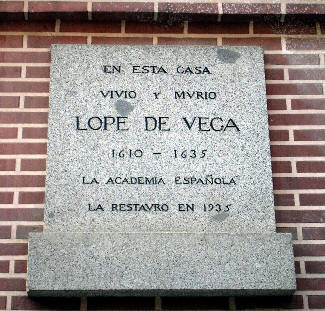 EN ESTA CASA
VIVIO Y MVRIO
LOPE DE VEGA
1610 - 1635
LA ACADEMIA ESPAÑOLA
LA RESTAVRO EN 1935